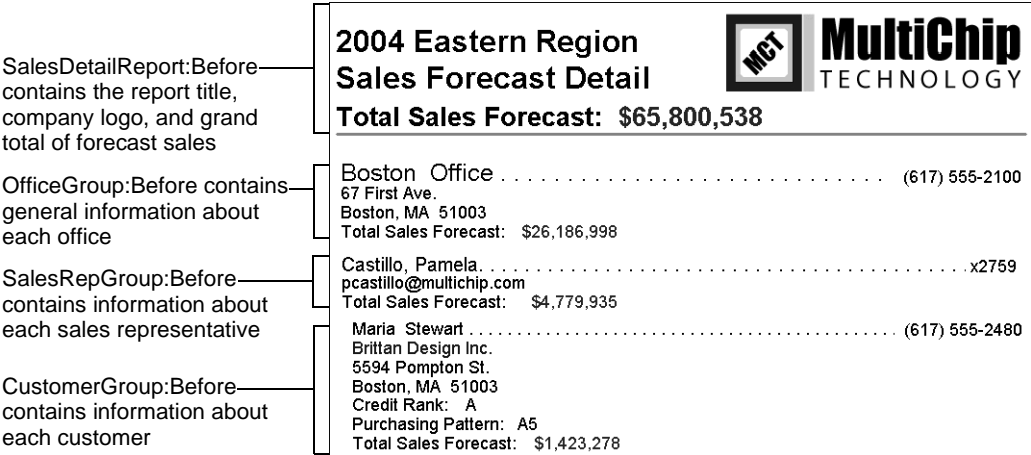 SalesDetailReport:Before
contains the report title,
company logo, and grand
total of forecast sales
OfficeGroup:Before contains
general information about
each office
SalesRepGroup:Before
contains information about
each sales representative
CustomerGroup:Before
contains information about
each customer
2004 Eastern Region
Sales Forecast Detail
Total Sales Forecast: $65,800,538
MCT
MultiChip
TECHNOLOGY
Boston Office . . . . . . . . . . . . . . . . . . . . . . . . . . . . . . (617) 555-2100
67 First Ave.
Boston, MA 51003
Total Sales Forecast: $26,186,998
Castillo, Pamela. . . . . . . . . . . . . . . . . . . . . . . . . . . . . . . . . . . . . . . . . . x2759
pcastillo@multichip.com
Total Sales Forecast: $4,779,935
Maria Stewart . . . . . . . . . . . . . . . . . . . . . . . . . . . . . . . . . . . . . . (617) 555-2480
Brittan Design Inc.
5594 Pompton St.
Boston, MA 51003
Credit Rank: A
Purchasing Pattern: A5
Total Sales Forecast: $1,423,278